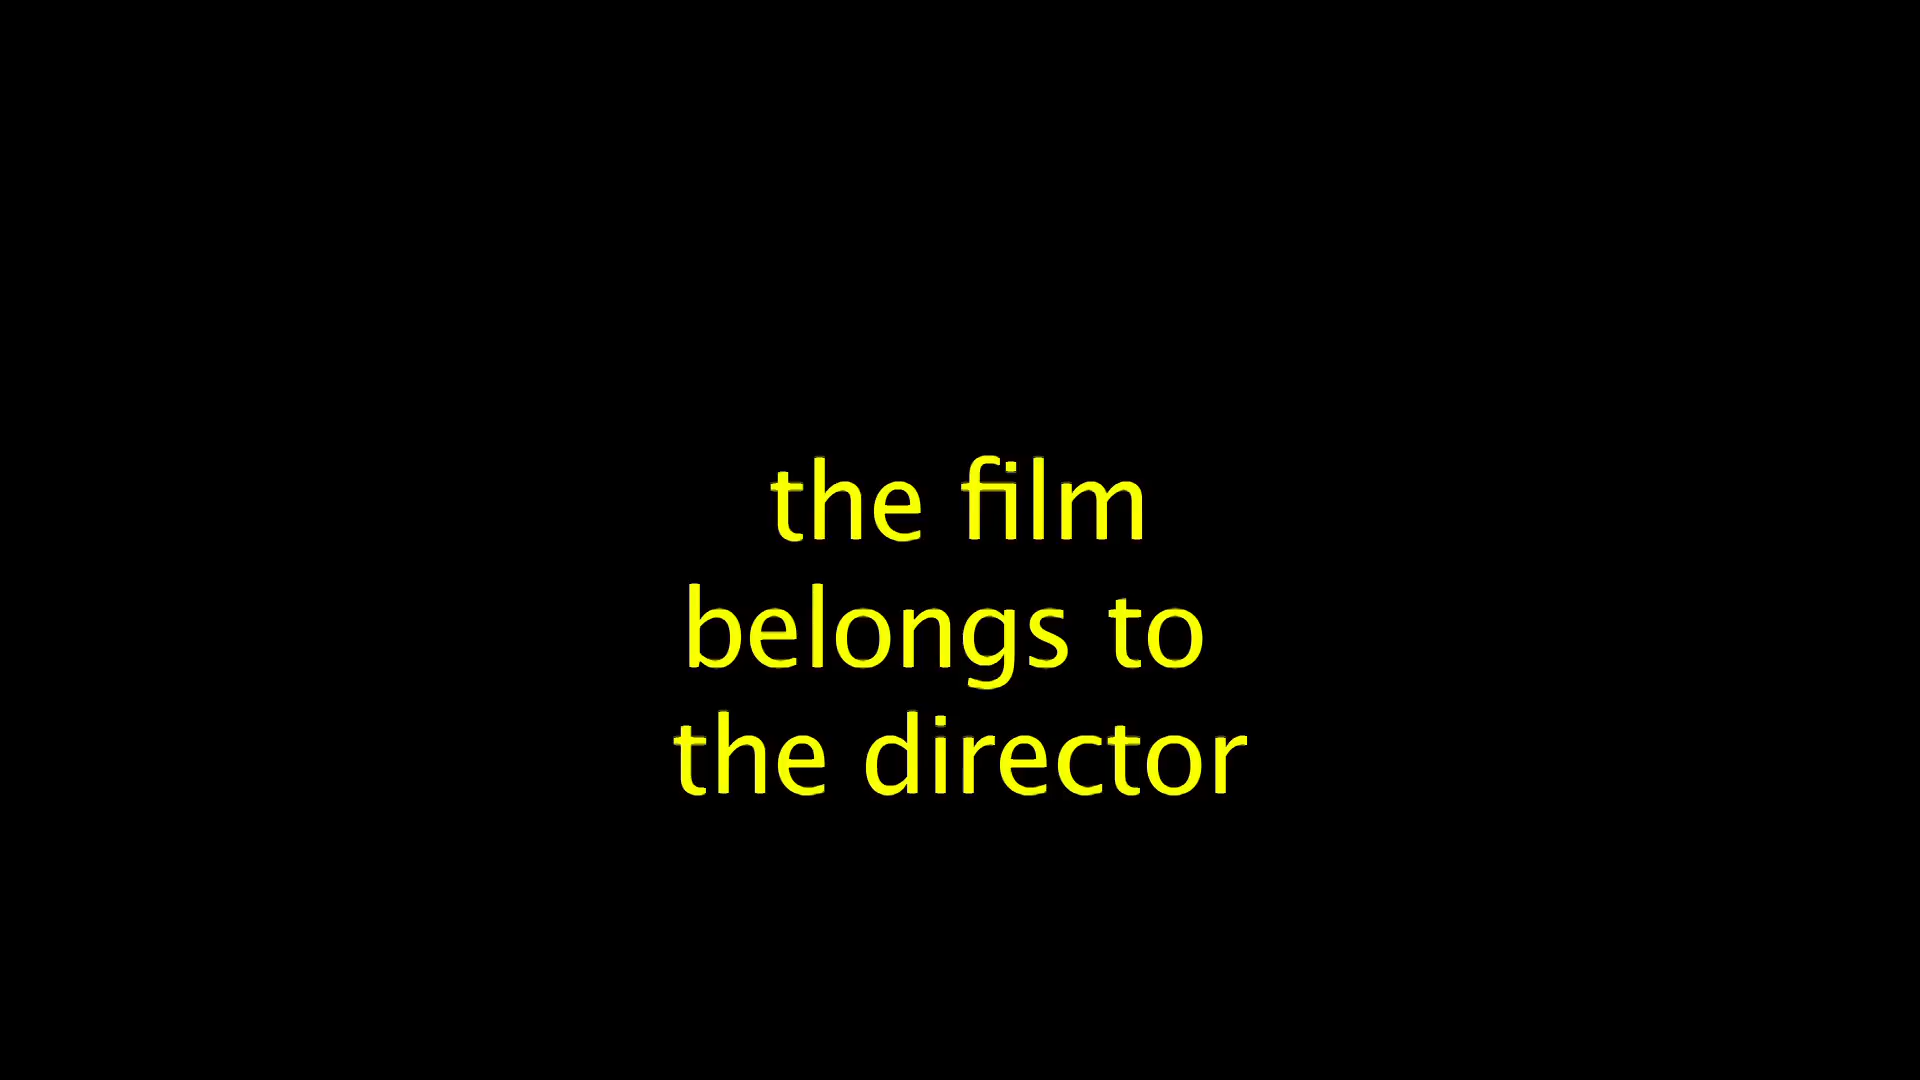 the film
belongs to
the director